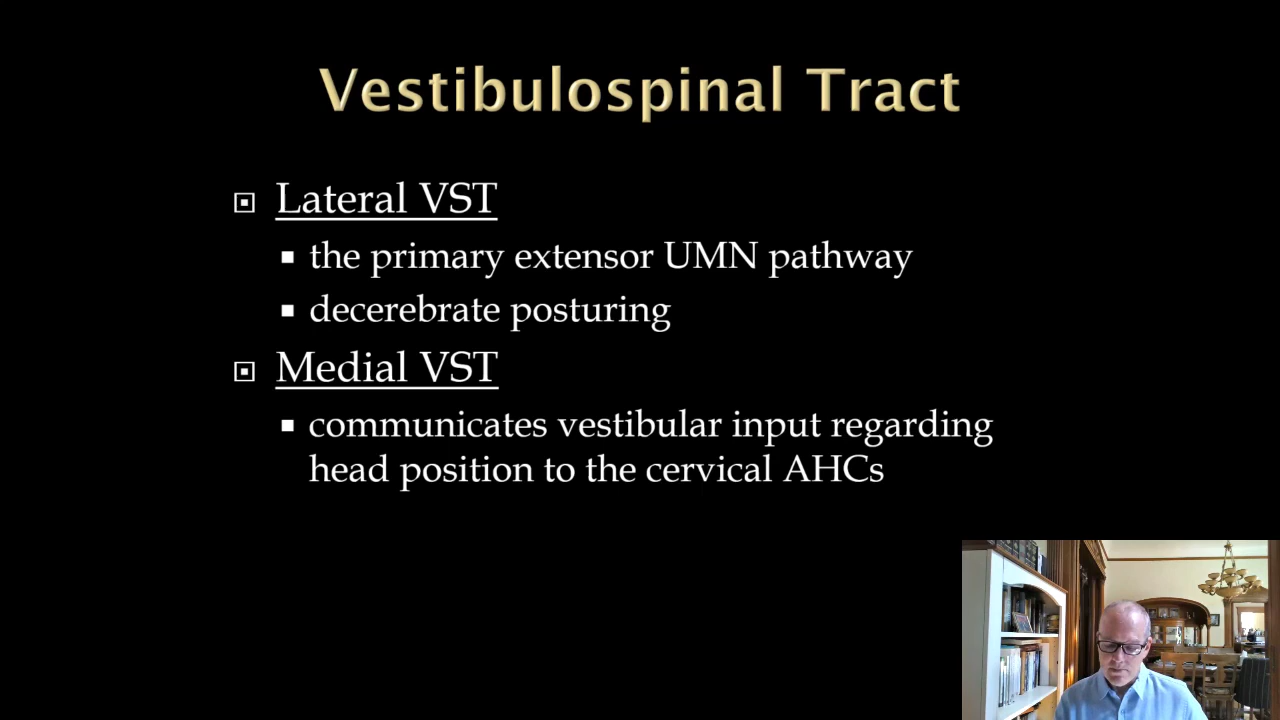 Vestibulospinal Tract
Lateral VST
the primary extensor UMN pathway
decerebrate posturing
Medial VST
communicates vestibular input regarding
head position to the cervical AHCs